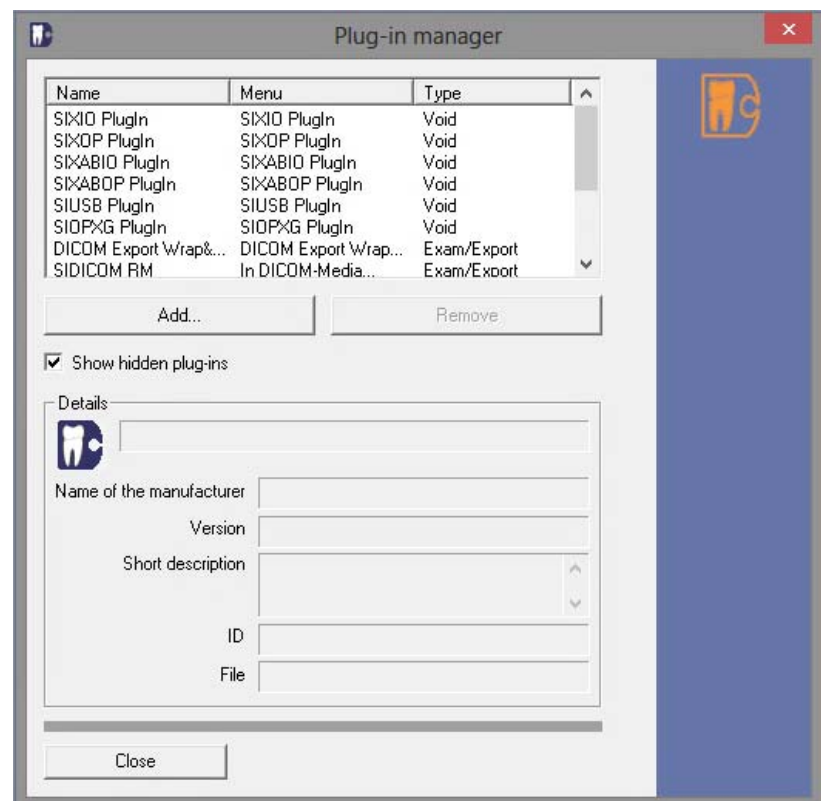 Plug-in manager
Name Menu Type
SIXIO PlugIn SIXIO PlugIn Void
SIXOP PlugIn SIXOP PlugIn Void
SIXABIO PlugIn SIXABIO PlugIn Void
SIXABOP PlugIn SIXABOP PlugIn Void
SIUSB PlugIn SIUSB PlugIn Void
SIOPXG PlugIn SIOPXG PlugIn Void
DICOM Export Wrap&... DICOM Export Wrap... Exam/Export
SIDICOM RM In DICOM-Media... Exam/Export
Add... Remove
Show hidden plug-ins
Details
Name of the manufacturer
Version
Short description
ID
File
Close